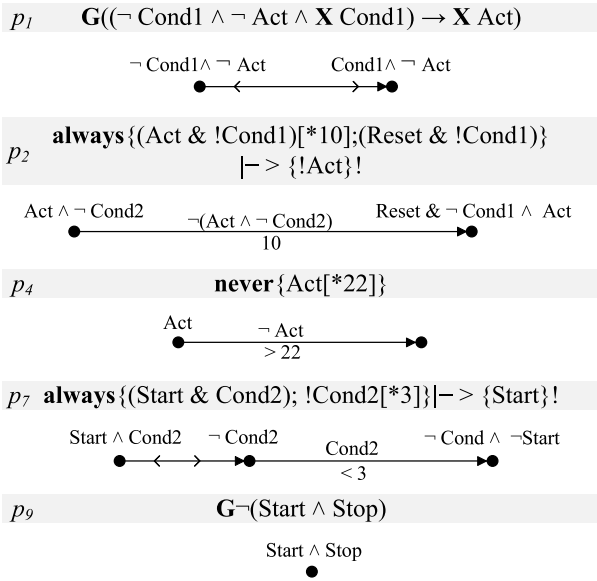 p1 G((¬ Cond1 ∧ ¬ Act ∧ X Cond1) → X Act)
¬ Cond1∧ ¬ Act Cond1∧ ¬ Act
always{(Act & !Cond1)[*10];(Reset & !Cond1)}
p2
|− > {!Act}!
Act ∧ ¬ Cond2 ¬(Act ∧ ¬ Cond2) Reset & ¬ Cond1 ∧ Act
10
p4 never{Act[*22]}
Act ¬ Act
> 22
p7 always{(Start & Cond2); !Cond2[*3]}|− > {Start}!
Start ∧ Cond2 ¬ Cond2 Cond2 ¬ Cond ∧ ¬Start
< 3
p9 G¬(Start ∧ Stop)
Start ∧ Stop